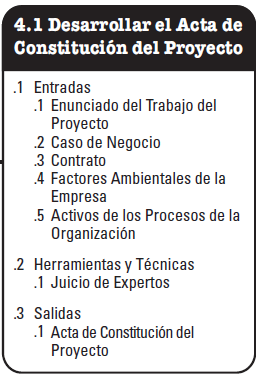 4.1 Desarrollar el Acta de
Constitución del Proyecto
.1 Entradas
.1 Enunciado del Trabajo del
Proyecto
.2 Caso de Negocio
.3 Contrato
.4 Factores Ambientales de la
Empresa
.5 Activos de los Procesos de la
Organización
.2 Herramientas y Técnicas
.1 Juicio de Expertos
.3 Salidas
.1 Acta de Constitución del
Proyecto